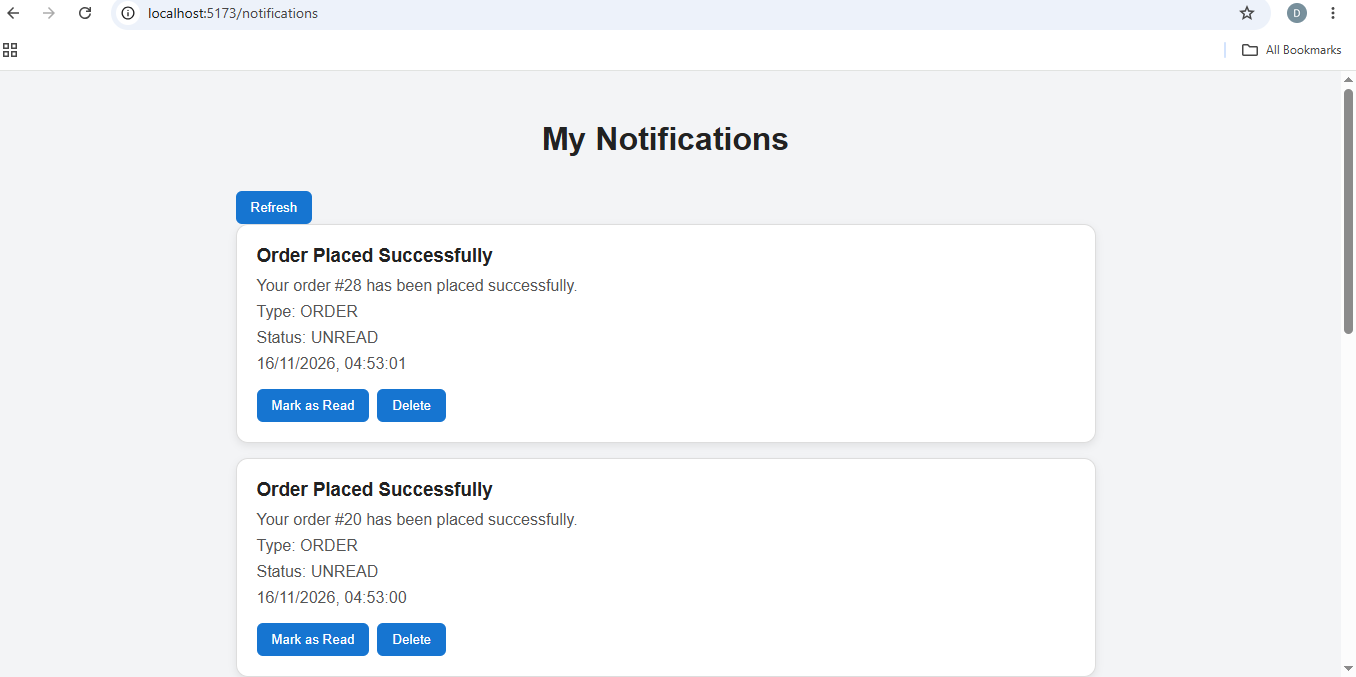 localhost:5173/notifications
D
All Bookmarks
My Notifications
Refresh
Order Placed Successfully
Your order #28 has been placed successfully.
Type: ORDER
Status: UNREAD
16/11/2026, 04:53:01
Mark as Read Delete
Order Placed Successfully
Your order #20 has been placed successfully.
Type: ORDER
Status: UNREAD
16/11/2026, 04:53:00
Mark as Read Delete